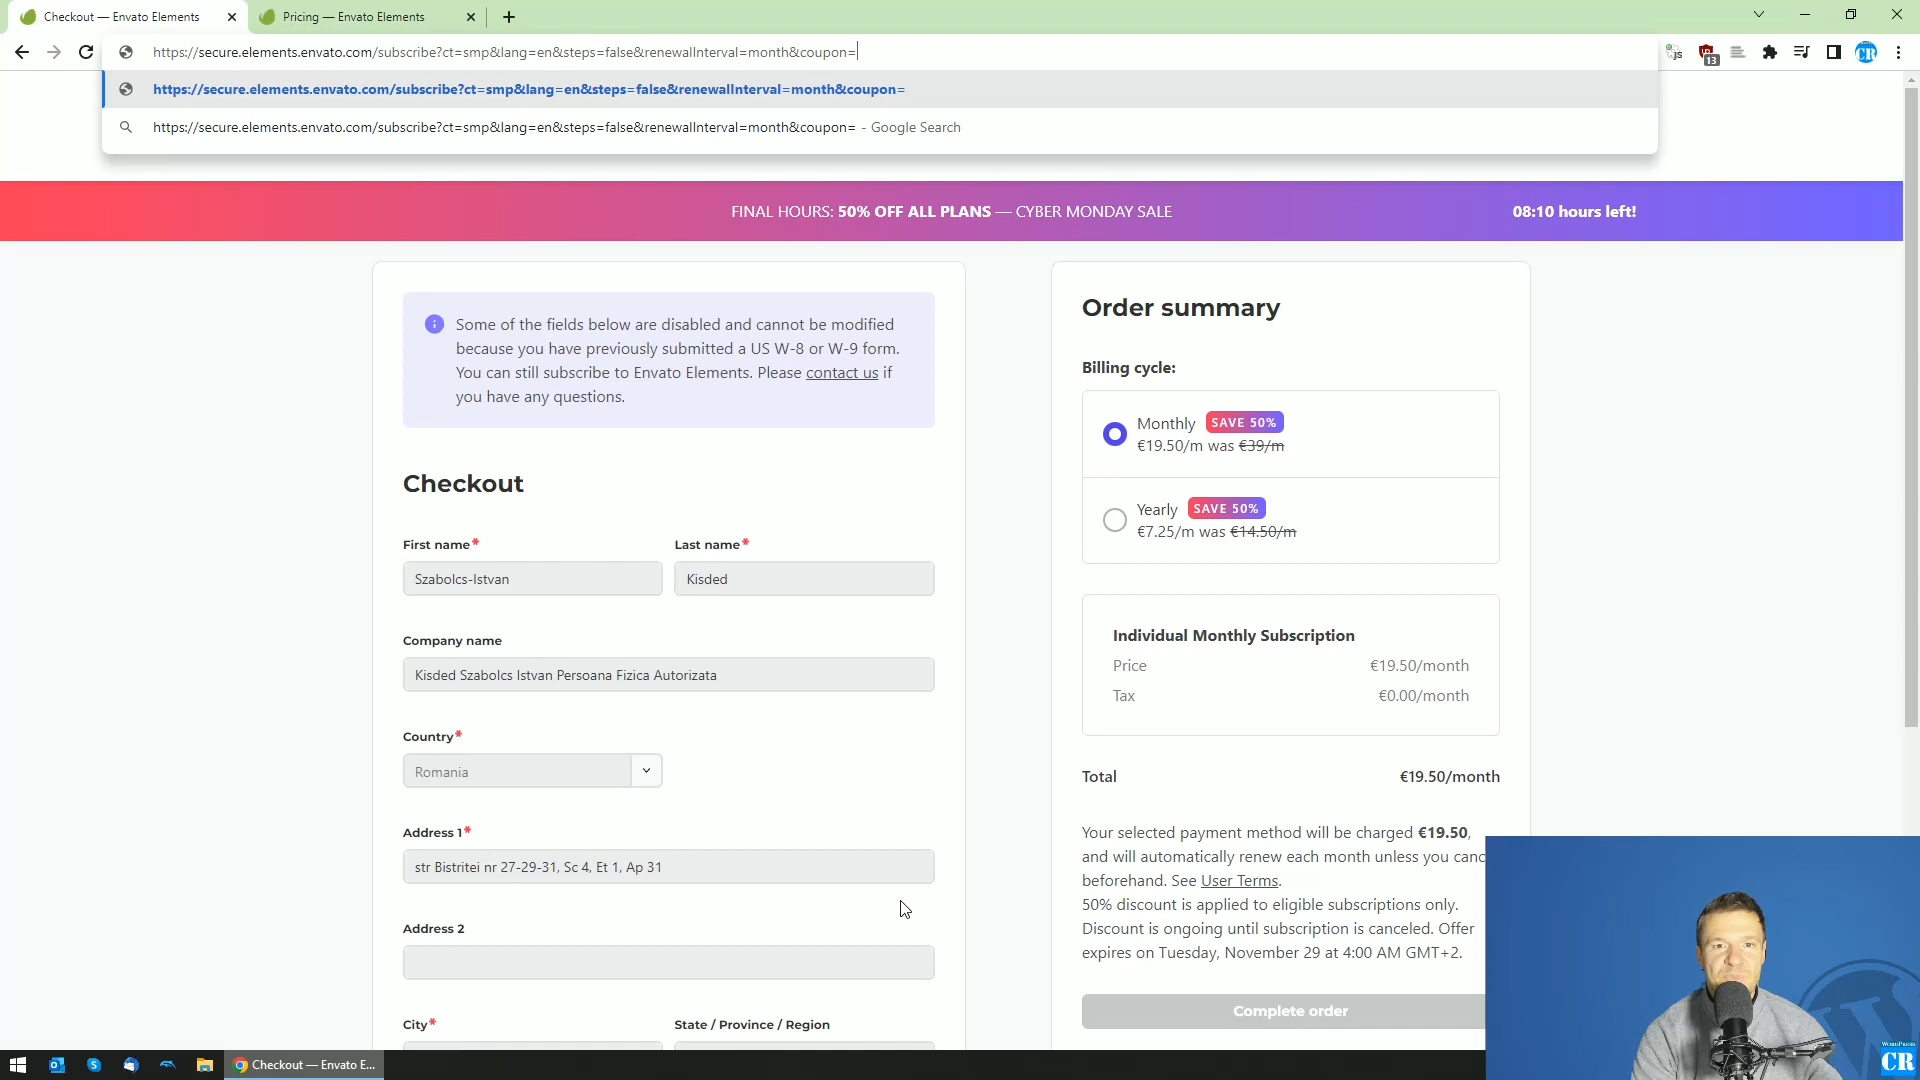 Checkout — Envato Elements
Pricing — Envato Elements
https://secure.elements.envato.com/subscribe?ct=smp&lang=en&steps=false&renewalInterval=month&coupon=
JS
13
CR
https://secure.elements.envato.com/subscribe?ct=smp&lang=en&steps=false&renewalInterval=month&coupon=
https://secure.elements.envato.com/subscribe?ct=smp&lang=en&steps=false&renewalInterval=month&coupon= - Google Search
FINAL HOURS: 50% OFF ALL PLANS — CYBER MONDAY SALE
08:10 hours left!
Some of the fields below are disabled and cannot be modified
because you have previously submitted a US W-8 or W-9 form.
You can still subscribe to Envato Elements. Please contact us if
you have any questions.
Checkout
First name*
Last name*
Szabolcs-Istvan
Kisded
Company name
Kisded Szabolcs Istvan Persoana Fizica Autorizata
Country*
Romania
Address 1*
str Bistritei nr 27-29-31, Sc 4, Et 1, Ap 31
Address 2
City*
State / Province / Region
Order summary
Billing cycle:
Monthly SAVE 50%
€19.50/m was €39/m
Yearly SAVE 50%
€7.25/m was €14.50/m
Individual Monthly Subscription
Price €19.50/month
Tax €0.00/month
Total €19.50/month
Your selected payment method will be charged €19.50,
and will automatically renew each month unless you canc
beforehand. See User Terms.
50% discount is applied to eligible subscriptions only.
Discount is ongoing until subscription is canceled. Offer
expires on Tuesday, November 29 at 4:00 AM GMT+2.
Complete order
Checkout — Envato E...
WORDPRESS
CR